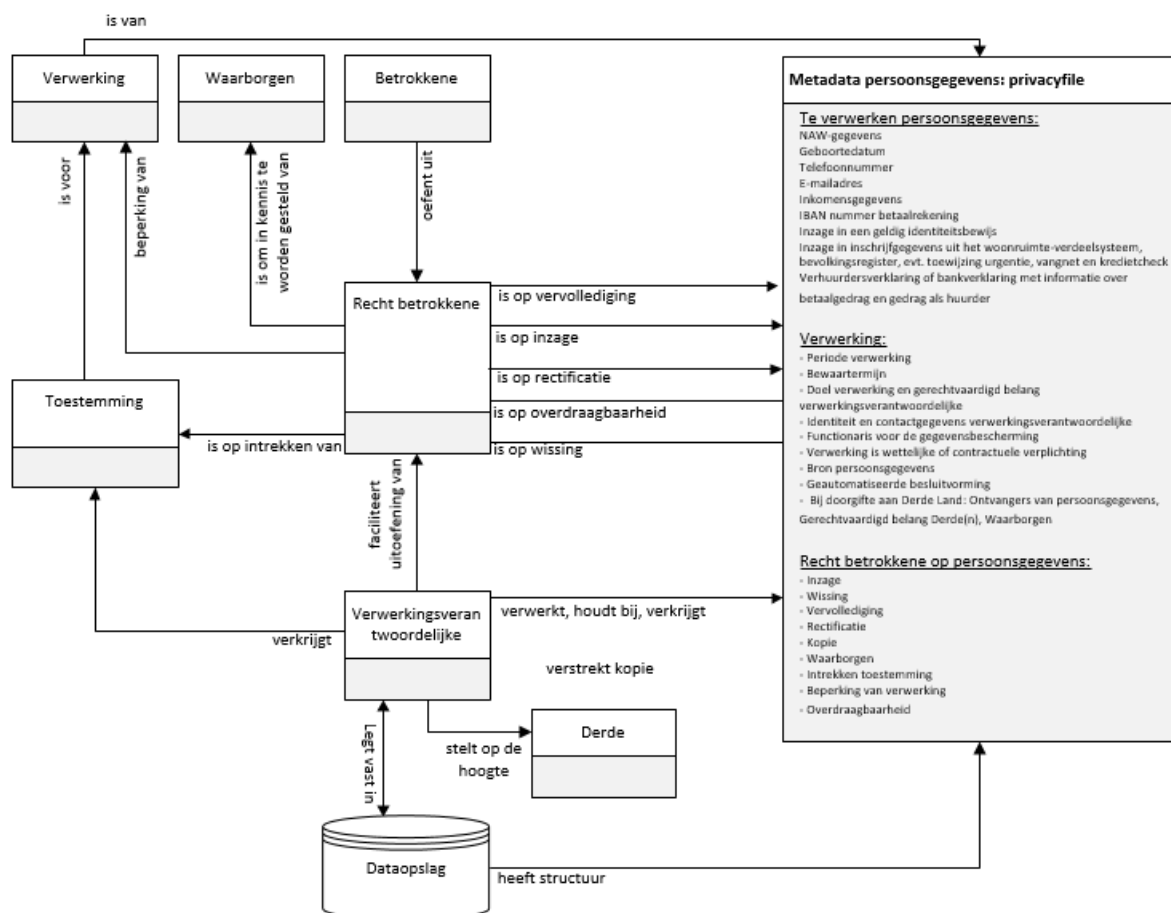 is van
Verwerking
Waarborgen
Betrokkene
Metadata persoonsgegevens: privacyfile
Te verwerken persoonsgegevens:
NAW-gegevens
Geboortedatum
Telefoonnummer
E-mailadres
Inkomensgegevens
IBAN nummer betaalrekening
Inzage in een geldig identiteitsbewijs
Inzage in inschrijfgegevens uit het woonruimte-verdeelsysteem,
bevolkingsregister, evt. toewijzing urgentie, vangnet en kredietcheck
Verhuurdersverklaring of bankverklaring met informatie over
betaalgedrag en gedrag als huurder
Verwerking:
- Periode verwerking
- Bewaartermijn
- Doel verwerking en gerechtvaardigd belang
verwerkingsverantwoordelijke
- Identiteit en contactgegevens verwerkingsverantwoordelijke
- Functionaris voor de gegevensbescherming
- Verwerking is wettelijke of contractuele verplichting
- Bron persoonsgegevens
- Geautomatiseerde besluitvorming
- Bij doorgifte aan Derde Land: Ontvangers van persoonsgegevens,
Gerechtvaardigd belang Derde(n), Waarborgen
Recht betrokkene op persoonsgegevens:
- Inzage
- Wissing
- Vervollediging
- Rectificatie
- Kopie
- Waarborgen
- Intrekken toestemming
- Beperking van verwerking
- Overdraagbaarheid
is voor
beperking van
is om in kennis te
worden gesteld van
oefent uit
Recht betrokkene
is op vervollediging
is op inzage
is op rectificatie
is op overdraagbaarheid
is op wissing
Toestemming
is op intrekken van
faciliteert
uitoefening van
Verwerkingsveran
twoordelijke
verwerkt, houdt bij, verkrijgt
verkrijgt
verstrekt kopie
Derde
stelt op de
hoogte
Legt vast in
Dataopslag
heeft structuur